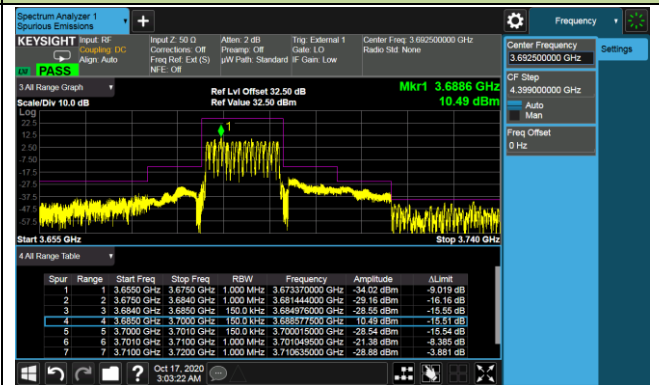 Spectrum Analyzer 1
Spurious Emissions
Frequency
KEYSIGHT
Input: RF
Coupling: DC
Align: Auto
Input Z: 50 Ω
Corrections: Off
Freq Ref: Ext (S)
NFE: Off
Atten: 2 dB
Preamp: Off
µW Path: Standard
Trig: External 1
Gate: LO
IF Gain: Low
Center Freq: 3.692500000 GHz
Radio Std: None
PASS
Center Frequency
3.692500000 GHz
Settings
CF Step
4.399000000 GHz
Auto
Man
Freq Offset
0 Hz
3 All Range Graph
Scale/Div 10.0 dB
Ref Lvl Offset 32.50 dB
Ref Value 32.50 dBm
Mkr1 3.6886 GHz
10.49 dBm
Log
22.5
12.5
2.50
-7.50
-17.5
-27.5
-37.5
-47.5
-57.5
1
Start 3.655 GHz
Stop 3.740 GHz
4 All Range Table
Spur Range Start Freq Stop Freq RBW Frequency Amplitude ΔLimit
1 1 3.6550 GHz 3.6750 GHz 1.000 MHz 3.673370000 GHz -34.02 dBm -9.019 dB
2 2 3.6750 GHz 3.6840 GHz 1.000 MHz 3.681444000 GHz -29.16 dBm -16.16 dB
3 3 3.6840 GHz 3.6850 GHz 150.0 kHz 3.684976000 GHz -28.55 dBm -15.55 dB
4 4 3.6850 GHz 3.7000 GHz 150.0 kHz 3.688577500 GHz 10.49 dBm -15.51 dB
5 5 3.7000 GHz 3.7010 GHz 150.0 kHz 3.700015000 GHz -28.54 dBm -15.54 dB
6 6 3.7010 GHz 3.7100 GHz 1.000 MHz 3.701049500 GHz -21.38 dBm -8.385 dB
7 7 3.7100 GHz 3.7200 GHz 1.000 MHz 3.710635000 GHz -28.88 dBm -3.881 dB
Oct 17, 2020
3:03:22 AM